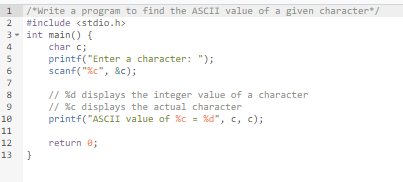 1 /*Write a program to find the ASCII value of a given character*/
2 #include <stdio.h>
3 int main() {
4     char c;
5     printf("Enter a character: ");
6     scanf("%c", &c);
7
8     // %d displays the integer value of a character
9     // %c displays the actual character
10     printf("ASCII value of %c = %d", c, c);
11
12     return 0;
13 }